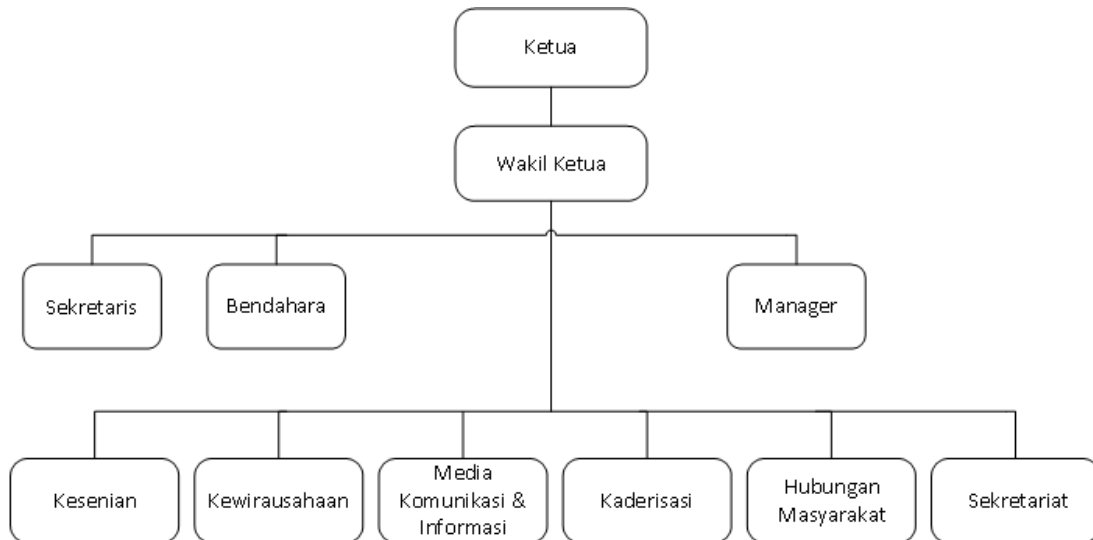 Ketua
Wakil Ketua
Sekretaris
Bendahara
Manager
Kesenian
Kewirausahaan
Media
Komunikasi &
Informasi
Kaderisasi
Hubungan
Masyarakat
Sekretariat